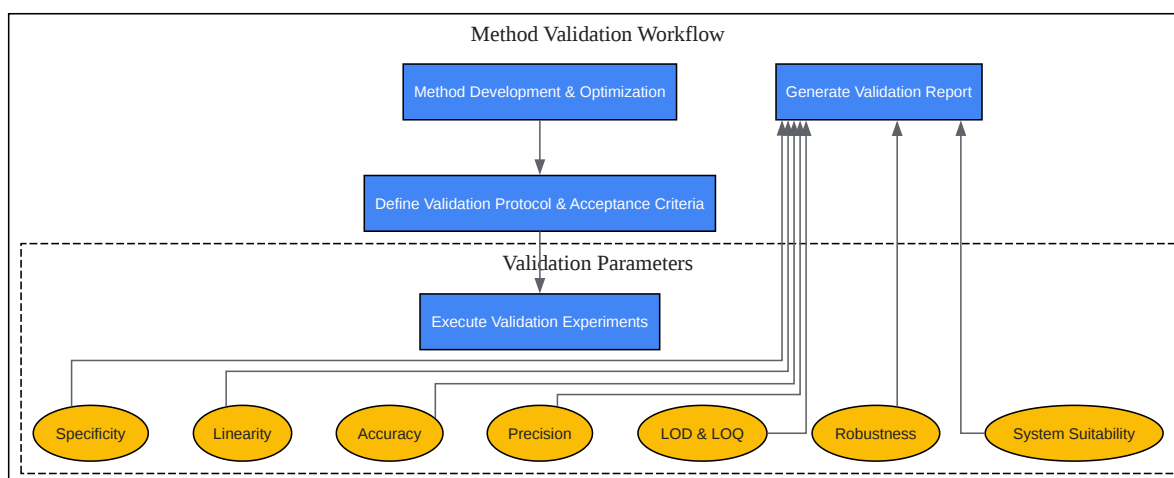 Method Validation Workflow
Method Development & Optimization
Generate Validation Report
Define Validation Protocol & Acceptance Criteria
Validation Parameters
Execute Validation Experiments
Specificity
Linearity
Accuracy
Precision
LOD & LOQ
Robustness
System Suitability